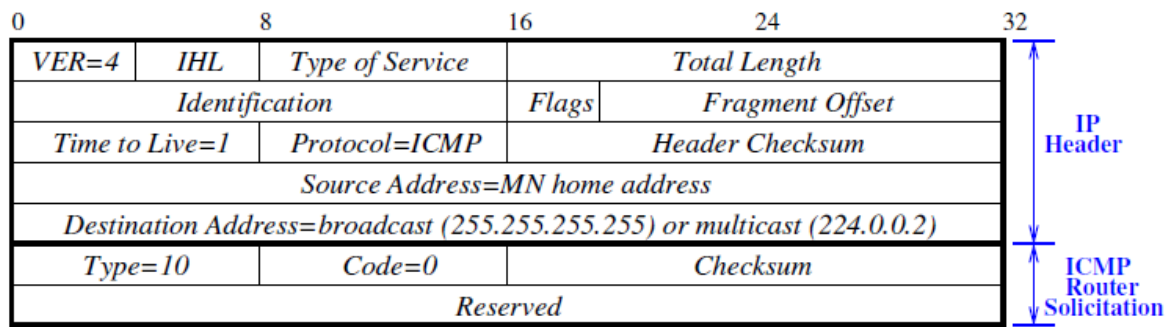 0 8 16 24 32
VER=4 IHL Type of Service Total Length
Identification Flags Fragment Offset
Time to Live=1 Protocol=ICMP Header Checksum
Source Address=MN home address
Destination Address=broadcast (255.255.255.255) or multicast (224.0.0.2)
IP
Header
Type=10 Code=0 Checksum
Reserved
ICMP
Router
Solicitation